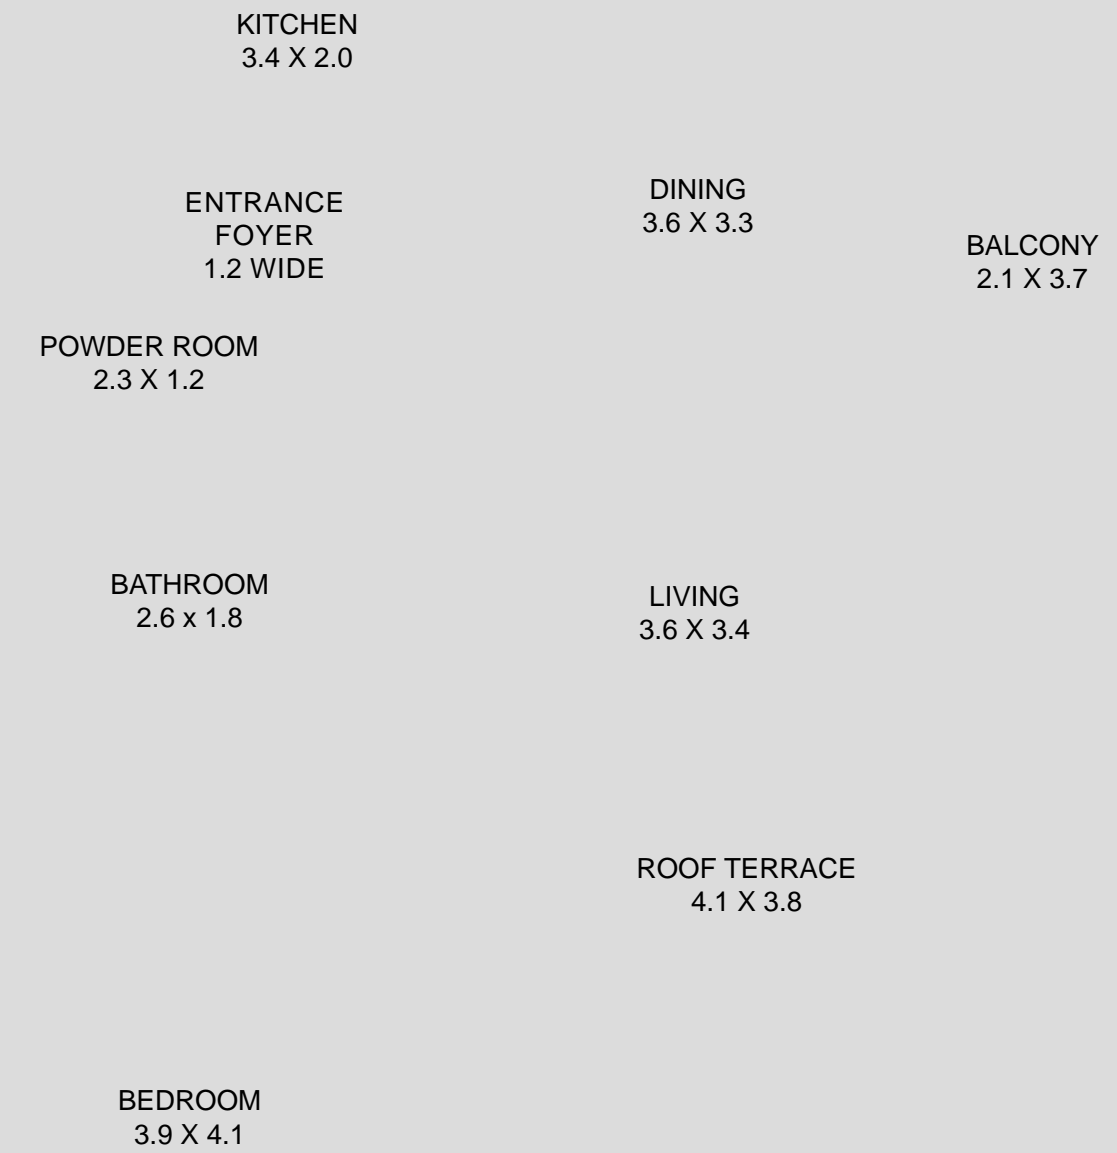 KITCHEN
3.4 X 2.0
DINING
3.6 X 3.3
ENTRANCE
FOYER
1.2 WIDE
BALCONY
2.1 X 3.7
POWDER ROOM
2.3 X 1.2
BATHROOM
2.6 x 1.8
LIVING
3.6 X 3.4
ROOF TERRACE
4.1 X 3.8
BEDROOM
3.9 X 4.1